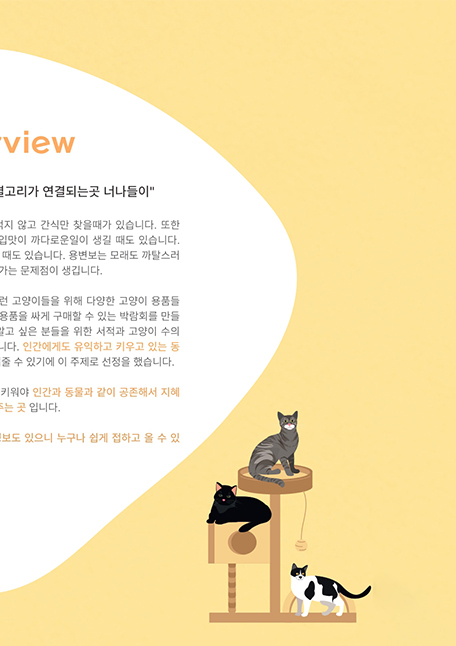 rview
결고리가 연결되는곳 너나들이"
넉지 않고 간식만 찾을때가 있습니다. 또한
입맛이 까다로운일이 생길 때도 있습니다.
때도 있습니다. 용변보는 모래도 까탈스러
가는 문제점이 생깁니다.
런 고양이들을 위해 다양한 고양이 용품들
용품을 싸게 구매할 수 있는 박람회를 만들
알고 싶은 분들을 위한 서적과 고양이 수의
니다. 인간에게도 유익하고 키우고 있는 동
줄 수 있기에 이 주제로 선정을 했습니다.
키워야 인간과 동물과 같이 공존해서 지혜
주는 곳 입니다.
정보도 있으니 누구나 쉽게 접하고 올 수 있